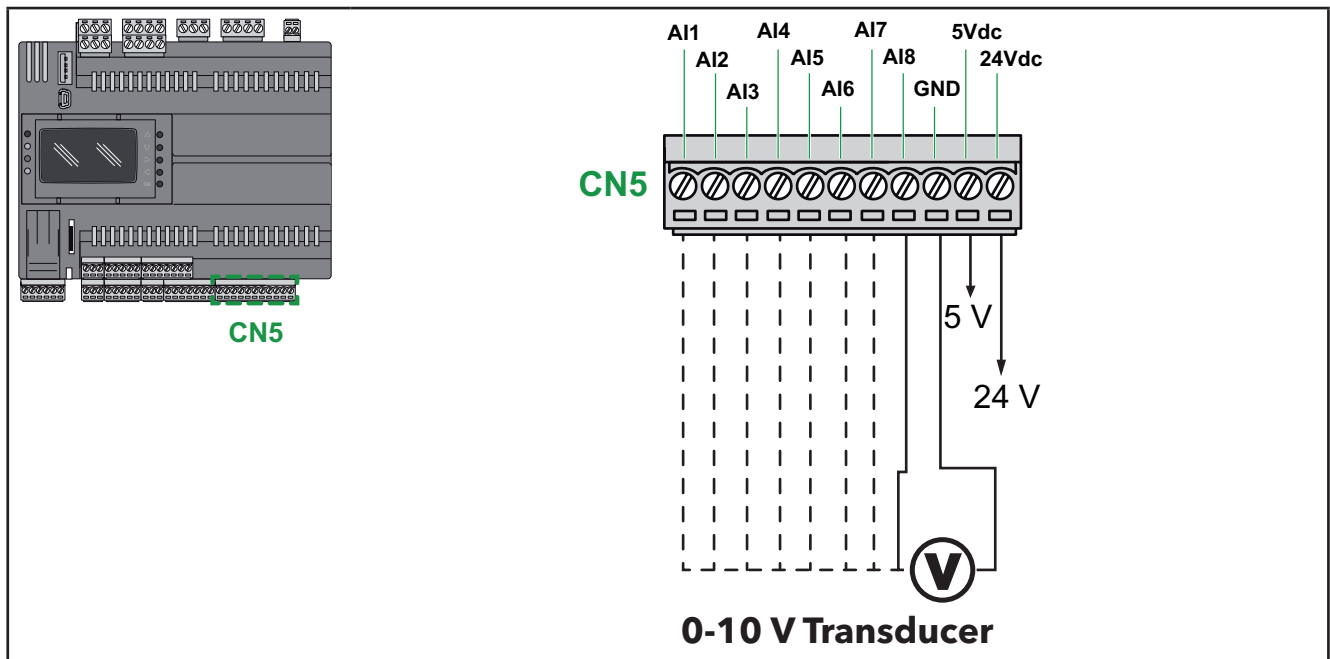 AI1 AI4 AI7 5Vdc
AI2 AI5 AI8 24Vdc
AI3 AI6 GND
CN5
CN5
5 V
24 V
V
0-10 V Transducer